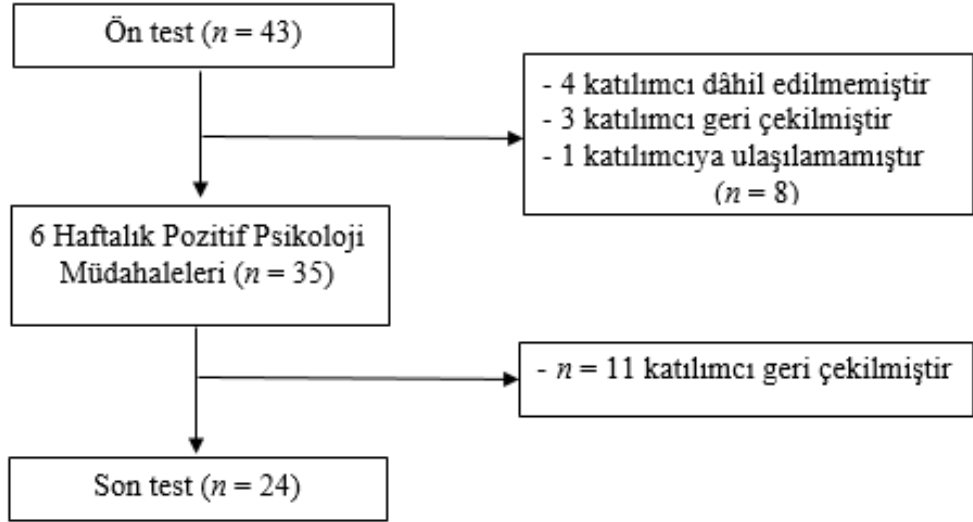 Ön test (n = 43)
- 4 katılımcı dâhil edilmemiştir
- 3 katılımcı geri çekilmiştir
- 1 katılımcıya ulaşılamamıştır
(n = 8)
6 Haftalık Pozitif Psikoloji
Müdahaleleri (n = 35)
- n = 11 katılımcı geri çekilmiştir
Son test (n = 24)